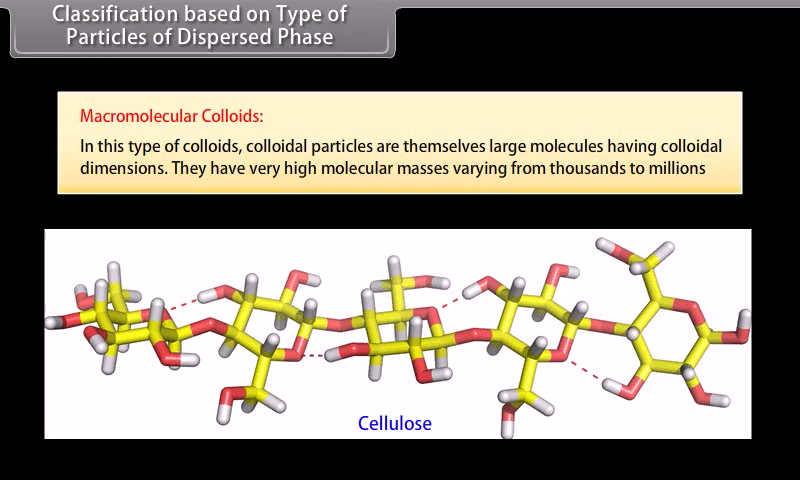 Classification based on Type of
Particles of Dispersed Phase
Macromolecular Colloids:
In this type of colloids, colloidal particles are themselves large molecules having colloidal
dimensions. They have very high molecular masses varying from thousands to millions
Cellulose